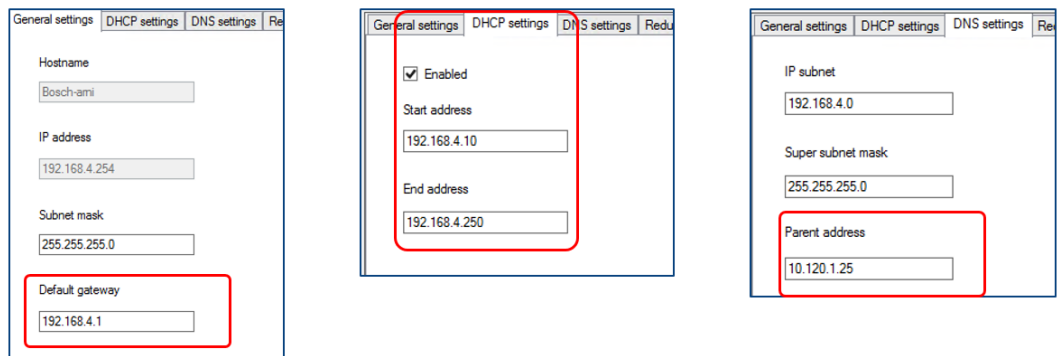 General settings DHCP settings DNS settings
Hostname
Bosch-ami
IP address
192.168.4.254
Subnet mask
255.255.255.0
Default gateway
192.168.4.1
General settings DHCP settings DNS settings
Enabled
Start address
192.168.4.10
End address
192.168.4.250
General settings DHCP settings DNS settings
IP subnet
192.168.4.0
Super subnet mask
255.255.255.0
Parent address
10.120.1.25